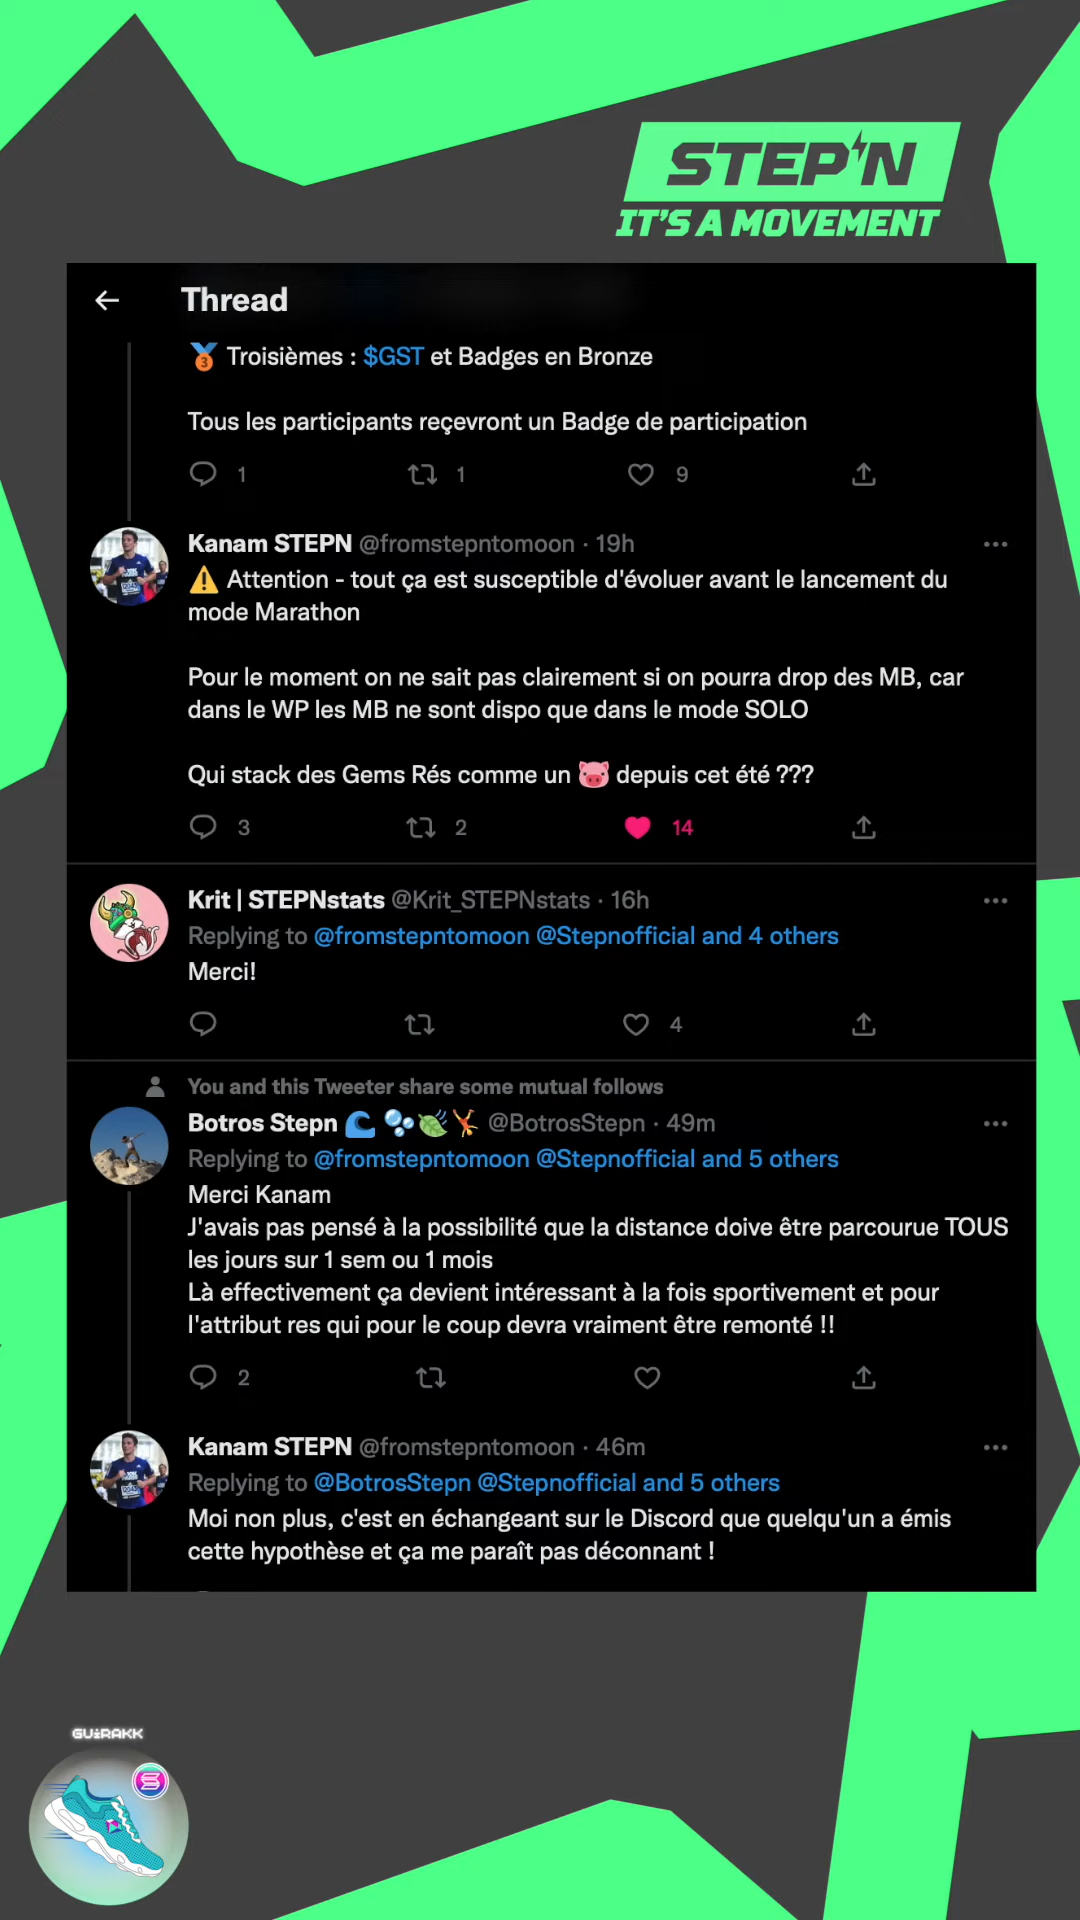 STEP'N
IT'S A MOVEMENT
Thread
Troisièmes : $GST et Badges en Bronze
Tous les participants reçevront un Badge de participation
1 1 9
Kanam STEPN @fromstepntomoon · 19h
⚠️ Attention - tout ça est susceptible d'évoluer avant le lancement du
mode Marathon
Pour le moment on ne sait pas clairement si on pourra drop des MB, car
dans le WP les MB ne sont dispo que dans le mode SOLO
Qui stack des Gems Rés comme un 🐷 depuis cet été ???
3 2 14
Krit | STEPNstats @Krit_STEPNstats · 16h
Replying to @fromstepntomoon @Stepnofficial and 4 others
Merci!
4
You and this Tweeter share some mutual follows
Botros Stepn 🌊 🫧🍃🤸 @BotrosStepn · 49m
Replying to @fromstepntomoon @Stepnofficial and 5 others
Merci Kanam
J'avais pas pensé à la possibilité que la distance doive être parcourue TOUS
les jours sur 1 sem ou 1 mois
Là effectivement ça devient intéressant à la fois sportivement et pour
l'attribut res qui pour le coup devra vraiment être remonté !!
2
Kanam STEPN @fromstepntomoon · 46m
Replying to @BotrosStepn @Stepnofficial and 5 others
Moi non plus, c'est en échangeant sur le Discord que quelqu'un a émis
cette hypothèse et ça me paraît pas déconnant !
GUiRAKK